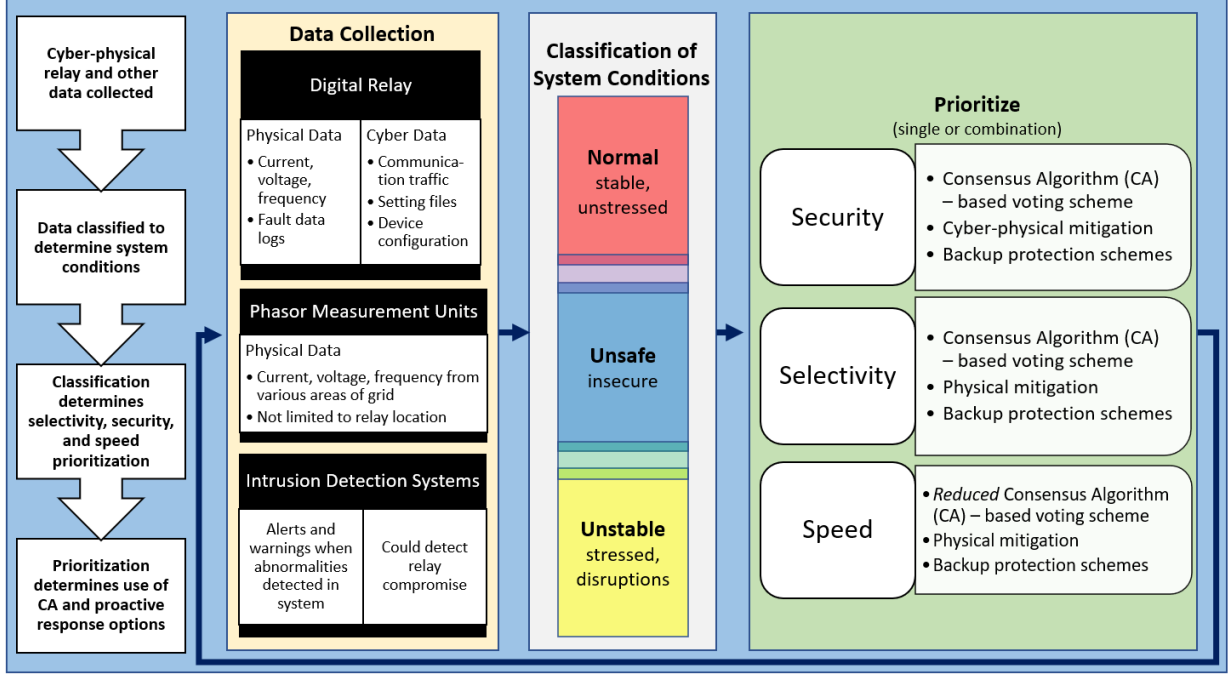 Cyber-physical
relay and other
data collected
Data classified to
determine system
conditions
Classification
determines
selectivity, security,
and speed
prioritization
Prioritization
determines use of
CA and proactive
response options
Data Collection
Digital Relay
Physical Data
• Current,
voltage,
frequency
• Fault data
logs
Cyber Data
• Communica-
tion traffic
• Setting files
• Device
configuration
Phasor Measurement Units
Physical Data
• Current, voltage, frequency from
various areas of grid
• Not limited to relay location
Intrusion Detection Systems
Alerts and
warnings when
abnormalities
detected in
system
Could detect
relay
compromise
Classification of
System Conditions
Normal
stable,
unstressed
Unsafe
insecure
Unstable
stressed,
disruptions
Prioritize
(single or combination)
Security
• Consensus Algorithm (CA)
– based voting scheme
• Cyber-physical mitigation
• Backup protection schemes
Selectivity
• Consensus Algorithm (CA)
– based voting scheme
• Physical mitigation
• Backup protection schemes
Speed
• Reduced Consensus Algorithm
(CA) – based voting scheme
• Physical mitigation
• Backup protection schemes